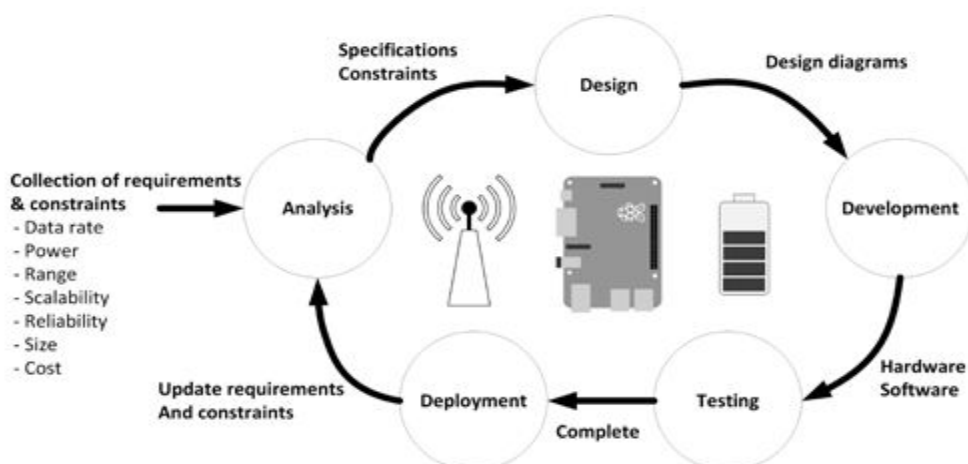 Specifications
Constraints
Design
Design diagrams
Collection of requirements
& constraints
- Data rate
- Power
- Range
- Scalability
- Reliability
- Size
- Cost
Analysis
Development
Hardware
Software
Update requirements
And constraints
Deployment
Complete
Testing